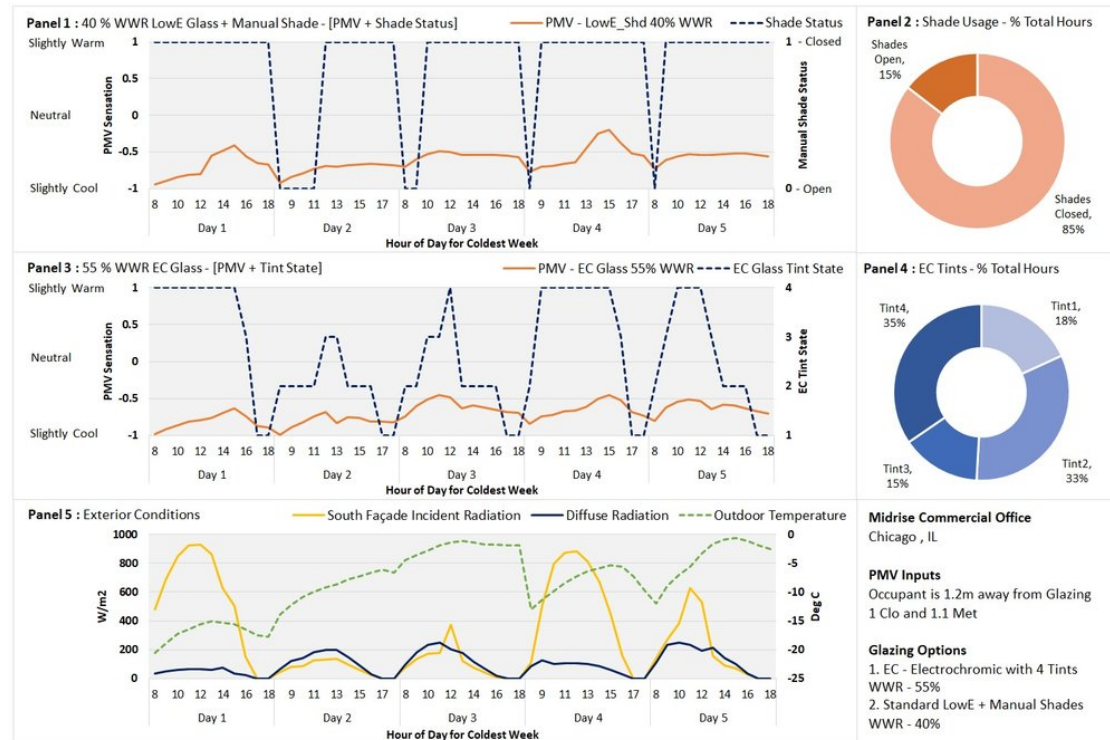 Panel 1 : 40 % WWR LowE Glass + Manual Shade - [PMV + Shade Status]
PMV - LowE_Shd 40% WWR
Shade Status
Slightly Warm
Neutral
Slightly Cool
PMV Sensation
1
0.5
0
-0.5
-1
1 - Closed
0 - Open
Manual Shade Status
8 10 12 14 16 18 9 11 13 15 17 8 10 12 14 16 18 9 11 13 15 17 8 10 12 14 16 18
Day 1 Day 2 Day 3 Day 4 Day 5
Hour of Day for Coldest Week
Panel 2 : Shade Usage - % Total Hours
Shades
Open,
15%
Shades
Closed,
85%
Panel 3 : 55 % WWR EC Glass - [PMV + Tint State]
PMV - EC Glass 55% WWR
EC Glass Tint State
Slightly Warm
Neutral
Slightly Cool
PMV Sensation
1
0.5
0
-0.5
-1
4
3
2
1
EC Tint State
8 10 12 14 16 18 9 11 13 15 17 8 10 12 14 16 18 9 11 13 15 17 8 10 12 14 16 18
Day 1 Day 2 Day 3 Day 4 Day 5
Hour of Day for Coldest Week
Panel 4 : EC Tints - % Total Hours
Tint4,
35%
Tint1,
18%
Tint3,
15%
Tint2,
33%
Panel 5 : Exterior Conditions
South Façade Incident Radiation
Diffuse Radiation
Outdoor Temperature
W/m2
1000
800
600
400
200
0
0
-5
-10
-15
-20
-25
Deg C
8 10 12 14 16 18 9 11 13 15 17 8 10 12 14 16 18 9 11 13 15 17 8 10 12 14 16 18
Day 1 Day 2 Day 3 Day 4 Day 5
Hour of Day for Coldest Week
Midrise Commercial Office
Chicago , IL
PMV Inputs
Occupant is 1.2m away from Glazing
1 Clo and 1.1 Met
Glazing Options
1. EC - Electrochromic with 4 Tints
WWR - 55%
2. Standard LowE + Manual Shades
WWR - 40%